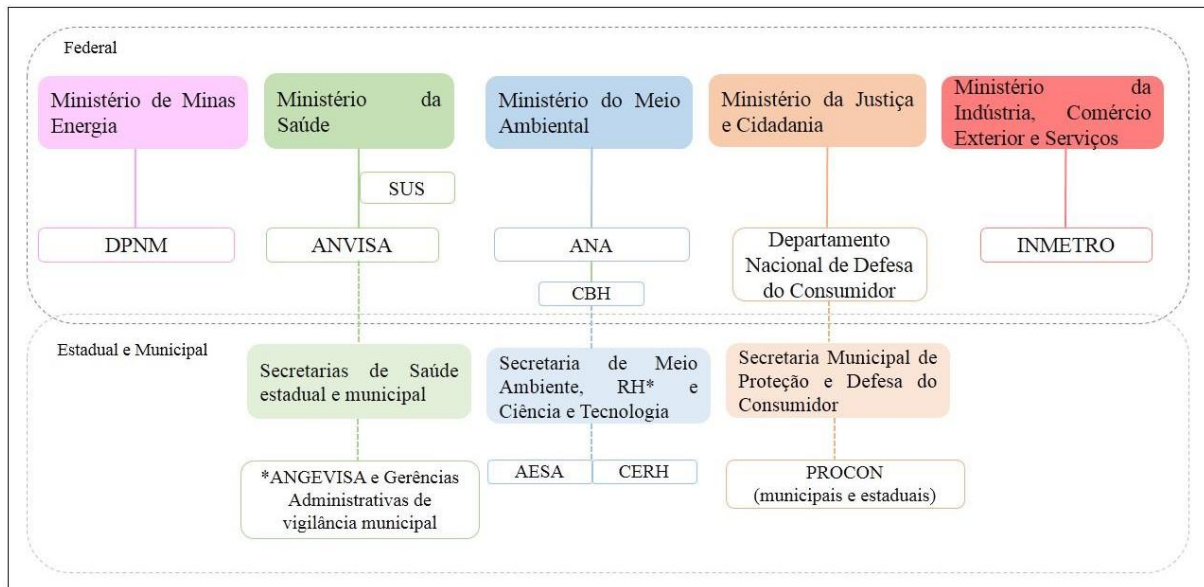 Federal
Ministério de Minas
Energia
Ministério da
Saúde
Ministério do Meio
Ambiental
Ministério da Justiça
e Cidadania
Ministério da
Indústria, Comércio
Exterior e Serviços
SUS
DPNM
ANVISA
ANA
Departamento
Nacional de Defesa
do Consumidor
INMETRO
CBH
Estadual e Municipal
Secretarias de Saúde
estadual e municipal
Secretaria de Meio
Ambiente, RH* e
Ciência e Tecnologia
Secretaria Municipal de
Proteção e Defesa do
Consumidor
*ANGEVISA e Gerências
Administrativas de
vigilância municipal
AESA
CERH
PROCON
(municipais e estaduais)